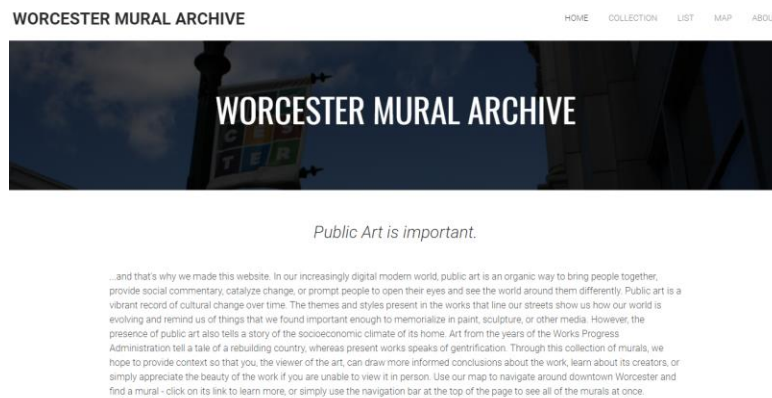 WORCESTER MURAL ARCHIVE
HOME COLLECTION LIST MAP ABOU
WORCESTER MURAL ARCHIVE
C E S
T E R
Public Art is important.
...and that's why we made this website. In our increasingly digital modern world, public art is an organic way to bring people together,
provide social commentary, catalyze change, or prompt people to open their eyes and see the world around them differently. Public art is a
vibrant record of cultural change over time. The themes and styles present in the works that line our streets show us how our world is
evolving and remind us of things that we found important enough to memorialize in paint, sculpture, or other media. However, the
presence of public art also tells a story of the socioeconomic climate of its home. Art from the years of the Works Progress
Administration tell a tale of a rebuilding country, whereas present works speaks of gentrification. Through this collection of murals, we
hope to provide context so that you, the viewer of the art, can draw more informed conclusions about the work, learn about its creators, or
simply appreciate the beauty of the work if you are unable to view it in person. Use our map to navigate around downtown Worcester and
find a mural - click on its link to learn more, or simply use the navigation bar at the top of the page to see all of the murals at once.